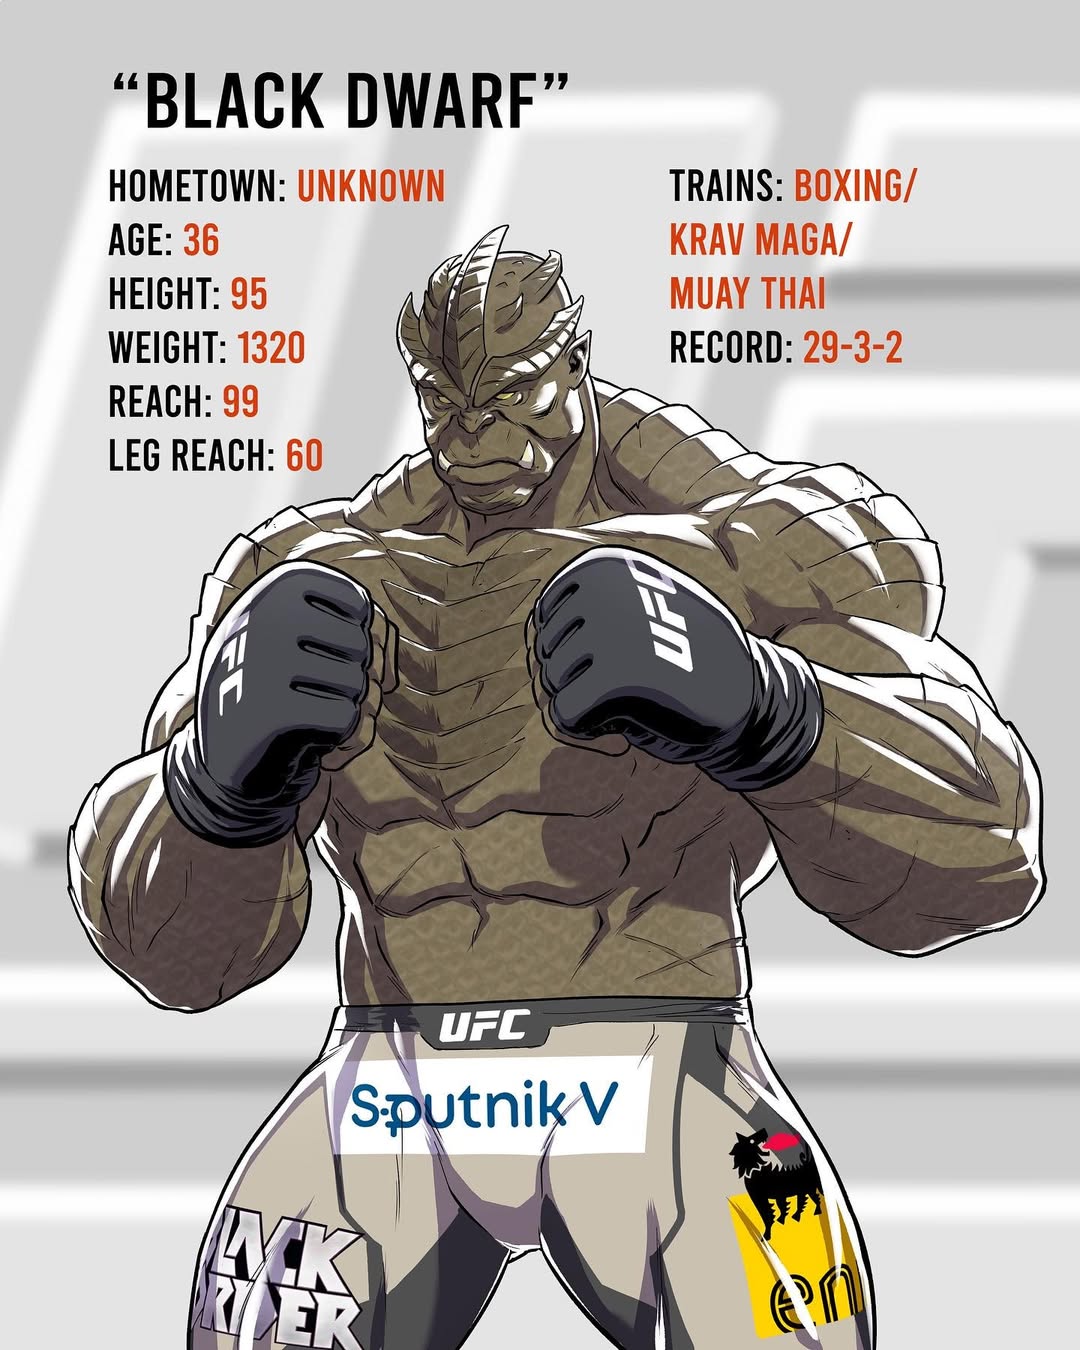 “BLACK DWARF”
HOMETOWN: UNKNOWN
AGE: 36
HEIGHT: 95
WEIGHT: 1320
REACH: 99
LEG REACH: 60
TRAINS: BOXING/
KRAV MAGA/
MUAY THAI
RECORD: 29-3-2
UFC
UFC
UFC
Sputnik V
en